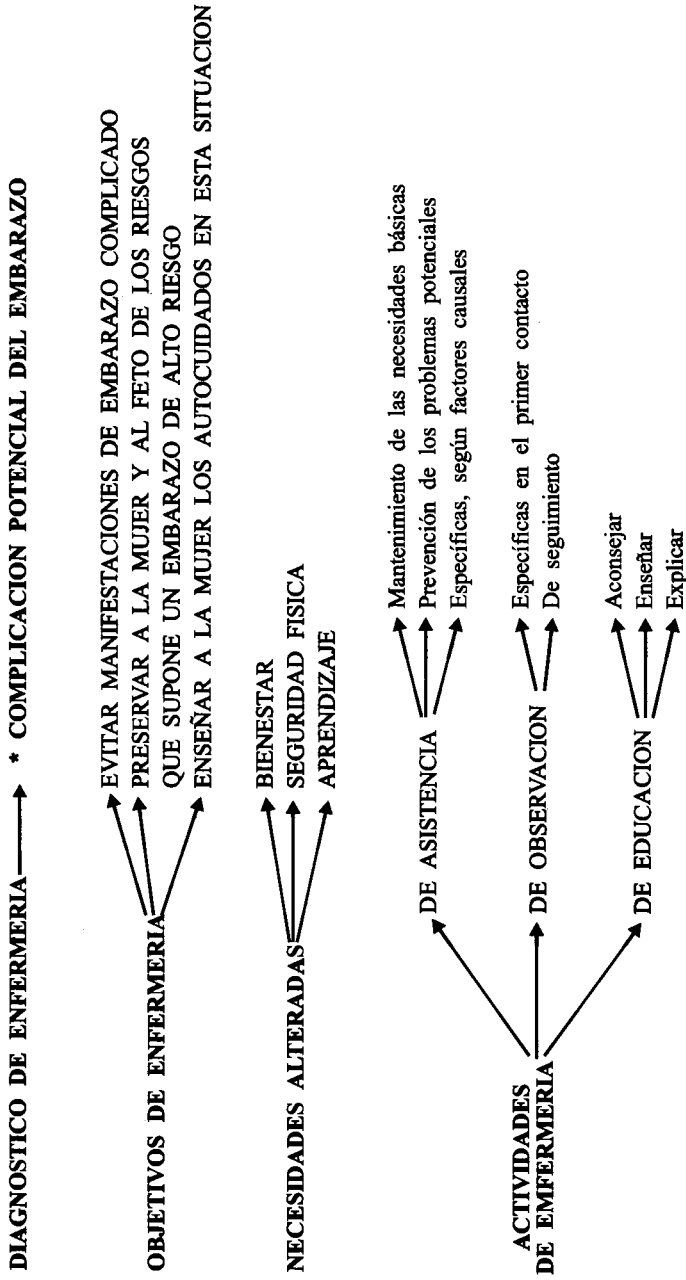 DIAGNOSTICO DE ENFERMERIA * COMPLICACION POTENCIAL DEL EMBARAZO
OBJETIVOS DE ENFERMERIA
EVITAR MANIFESTACIONES DE EMBARAZO COMPLICADO
PRESERVAR A LA MUJER Y AL FETO DE LOS RIESGOS
QUE SUPONE UN EMBARAZO DE ALTO RIESGO
ENSEÑAR A LA MUJER LOS AUTOCUIDADOS EN ESTA SITUACION
NECESIDADES ALTERADAS
BIENESTAR
SEGURIDAD FISICA
APRENDIZAJE
ACTIVIDADES
DE EMFERMERIA
DE ASISTENCIA
Mantenimiento de las necesidades básicas
Prevención de los problemas potenciales
Específicas, según factores causales
DE OBSERVACION
Específicas en el primer contacto
De seguimiento
DE EDUCACION
Aconsejar
Enseñar
Explicar